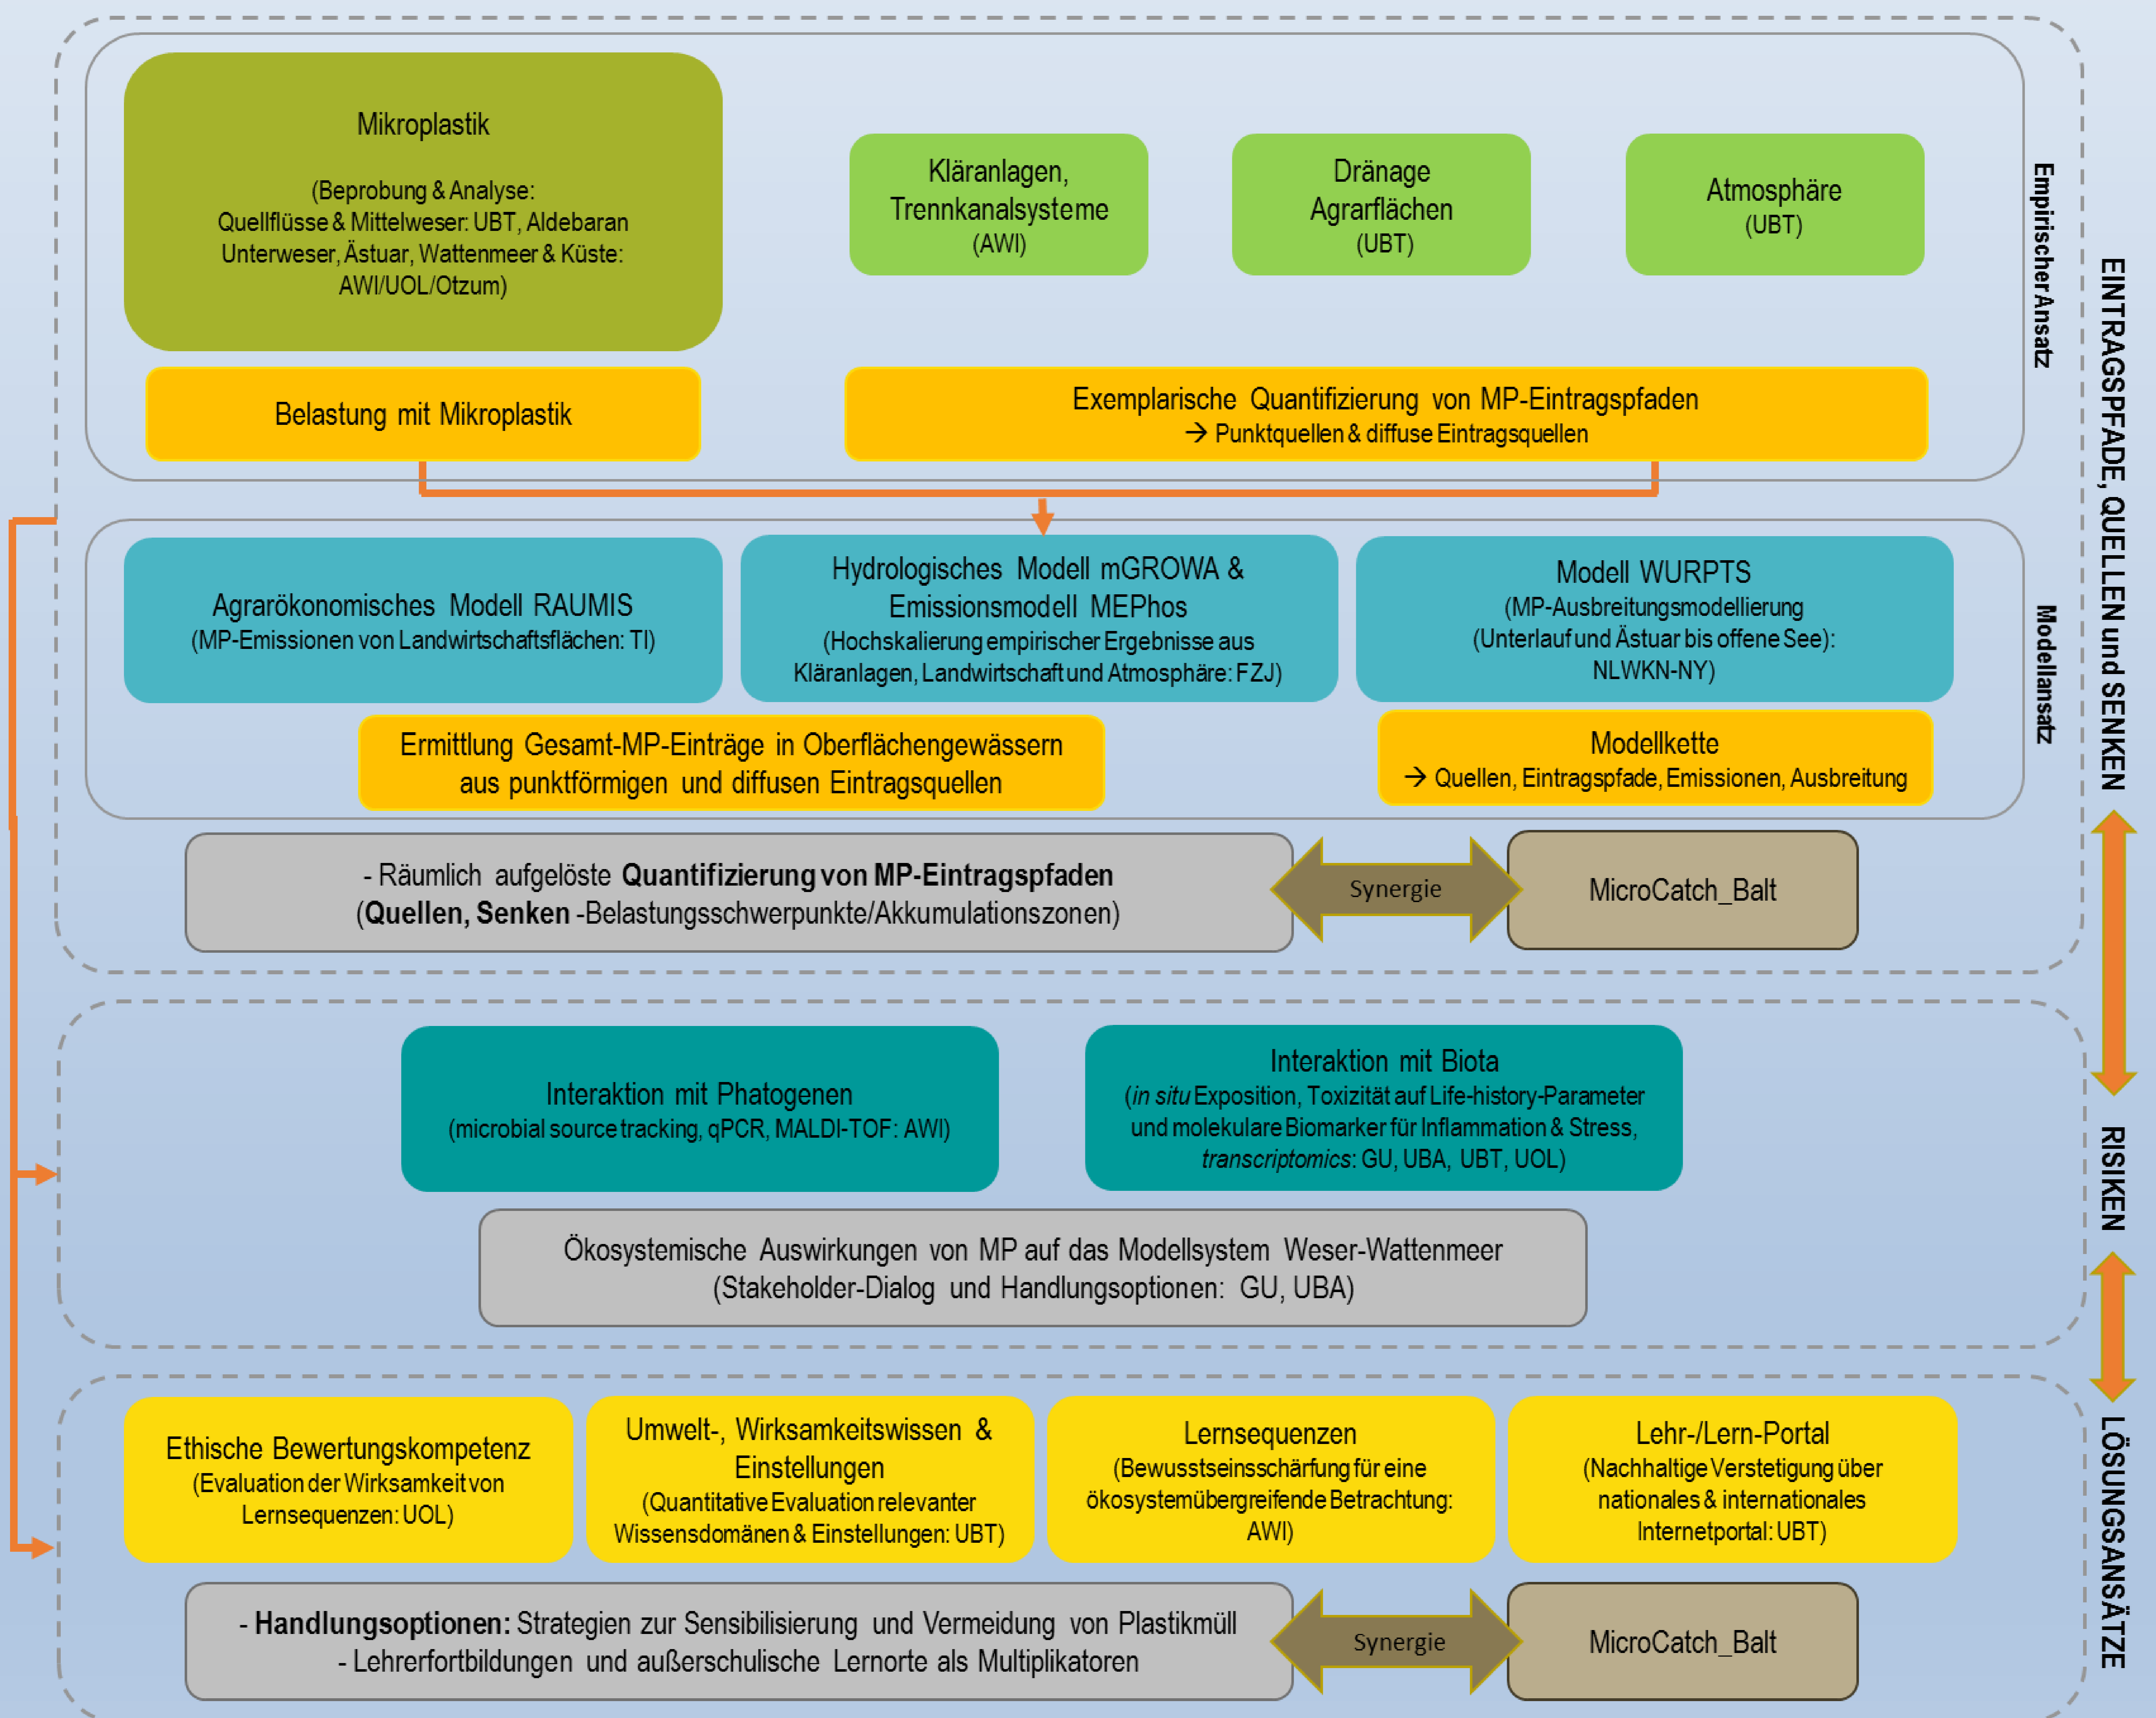 Mikroplastik
(Beprobung & Analyse:
Quellflüsse & Mittelweser: UBT, Aldebaran
Unterweser, Ästuar, Wattenmeer & Küste:
AWI/UOL/Otzum)
Kläranlagen,
Trennkanalsysteme
(AWI)
Dränage
Agrarflächen
(UBT)
Atmosphäre
(UBT)
Empirischer Ansatz
Belastung mit Mikroplastik
Exemplarische Quantifizierung von MP-Eintragspfaden
→ Punktquellen & diffuse Eintragsquellen
EINTRAGSPFADE, QUELLEN und SENKEN
Agrarökonomisches Modell RAUMIS
(MP-Emissionen von Landwirtschaftsflächen: TI)
Hydrologisches Modell mGROWA &
Emissionsmodell MEPhos
(Hochskalierung empirischer Ergebnisse aus
Kläranlagen, Landwirtschaft und Atmosphäre: FZJ)
Modell WURPTS
(MP-Ausbreitungsmodellierung
(Unterlauf und Ästuar bis offene See):
NLWKN-NY)
Modellansatz
Ermittlung Gesamt-MP-Einträge in Oberflächengewässern
aus punktförmigen und diffusen Eintragsquellen
Modellkette
→ Quellen, Eintragspfade, Emissionen, Ausbreitung
- Räumlich aufgelöste Quantifizierung von MP-Eintragspfaden
(Quellen, Senken -Belastungsschwerpunkte/Akkumulationszonen)
Synergie
MicroCatch_Balt
Interaktion mit Phatogenen
(microbial source tracking, qPCR, MALDI-TOF: AWI)
Interaktion mit Biota
(in situ Exposition, Toxizität auf Life-history-Parameter
und molekulare Biomarker für Inflammation & Stress,
transcriptomics: GU, UBA, UBT, UOL)
RISIKEN
Ökosystemische Auswirkungen von MP auf das Modellsystem Weser-Wattenmeer
(Stakeholder-Dialog und Handlungsoptionen: GU, UBA)
Ethische Bewertungskompetenz
(Evaluation der Wirksamkeit von
Lernsequenzen: UOL)
Umwelt-, Wirksamkeitswissen &
Einstellungen
(Quantitative Evaluation relevanter
Wissensdomänen & Einstellungen: UBT)
Lernsequenzen
(Bewusstseinsschärfung für eine
ökosystemübergreifende Betrachtung:
AWI)
Lehr-/Lern-Portal
(Nachhaltige Verstetigung über
nationales & internationales
Internetportal: UBT)
LÖSUNGSANSÄTZE
- Handlungsoptionen: Strategien zur Sensibilisierung und Vermeidung von Plastikmüll
- Lehrerfortbildungen und außerschulische Lernorte als Multiplikatoren
Synergie
MicroCatch_Balt